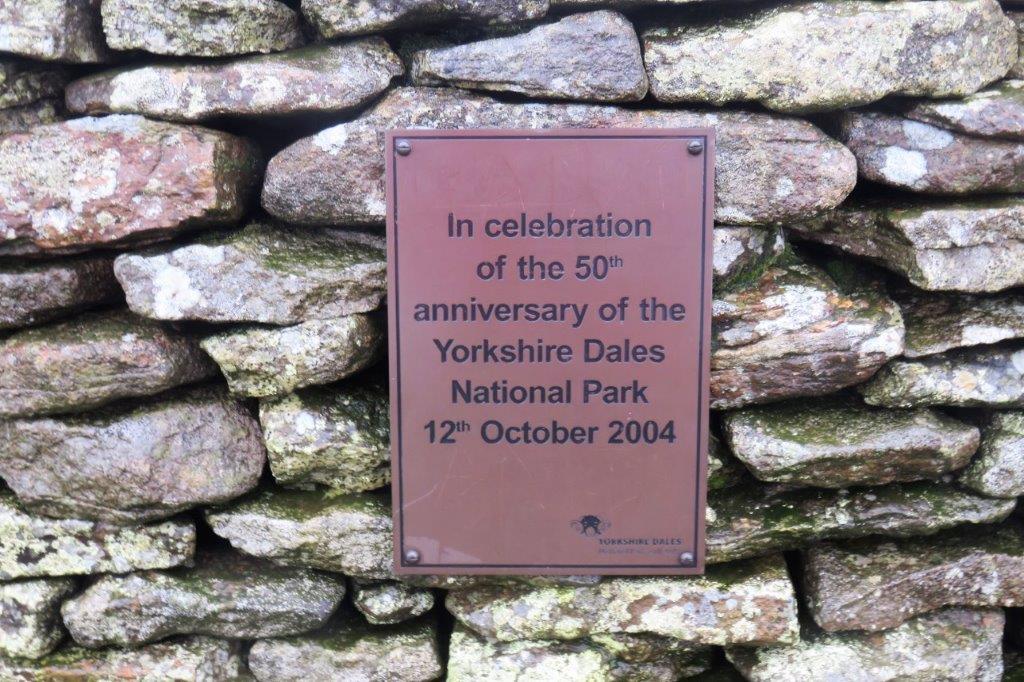 In celebration
of the 50th
anniversary of the
Yorkshire Dales
National Park
12th October 2004
YORKSHIRE DALES